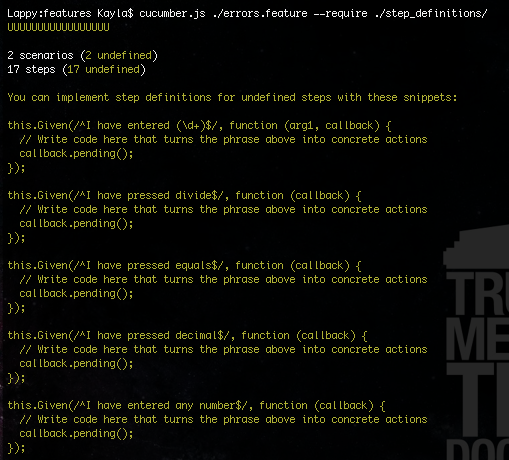 Lappy:features Kayla$ cucumber.js ./errors.feature --require ./step_definitions/
UUUUUUUUUUUUUUUUU
2 scenarios (2 undefined)
17 steps (17 undefined)
You can implement step definitions for undefined steps with these snippets:
this.Given(/^I have entered (\d+)$/, function (arg1, callback) {
  // Write code here that turns the phrase above into concrete actions
  callback.pending();
});
this.Given(/^I have pressed divide$/, function (callback) {
  // Write code here that turns the phrase above into concrete actions
  callback.pending();
});
this.Given(/^I have pressed equals$/, function (callback) {
  // Write code here that turns the phrase above into concrete actions
  callback.pending();
});
this.Given(/^I have pressed decimal$/, function (callback) {
  // Write code here that turns the phrase above into concrete actions
  callback.pending();
});
this.Given(/^I have entered any number$/, function (callback) {
  // Write code here that turns the phrase above into concrete actions
  callback.pending();
});